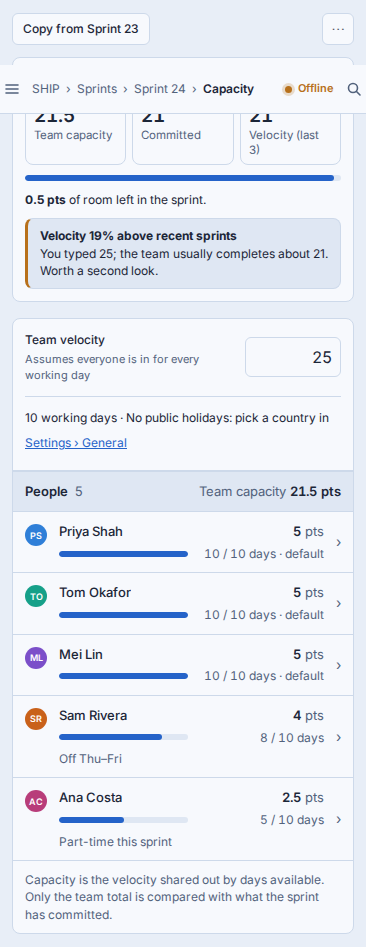 Copy from Sprint 23
...
SHIP › Sprints › Sprint 24 › Capacity
Offline
21.5
21
21
Team capacity
Committed
Velocity (last
3)
0.5 pts of room left in the sprint.
Velocity 19% above recent sprints
You typed 25; the team usually completes about 21.
Worth a second look.
Team velocity
Assumes everyone is in for every
working day
25
10 working days · No public holidays: pick a country in
Settings › General
People 5
Team capacity 21.5 pts
PS
Priya Shah
5 pts
10 / 10 days · default
›
TO
Tom Okafor
5 pts
10 / 10 days · default
›
ML
Mei Lin
5 pts
10 / 10 days · default
›
SR
Sam Rivera
4 pts
8 / 10 days
›
Off Thu–Fri
AC
Ana Costa
2.5 pts
5 / 10 days
›
Part-time this sprint
Capacity is the velocity shared out by days available.
Only the team total is compared with what the sprint
has committed.